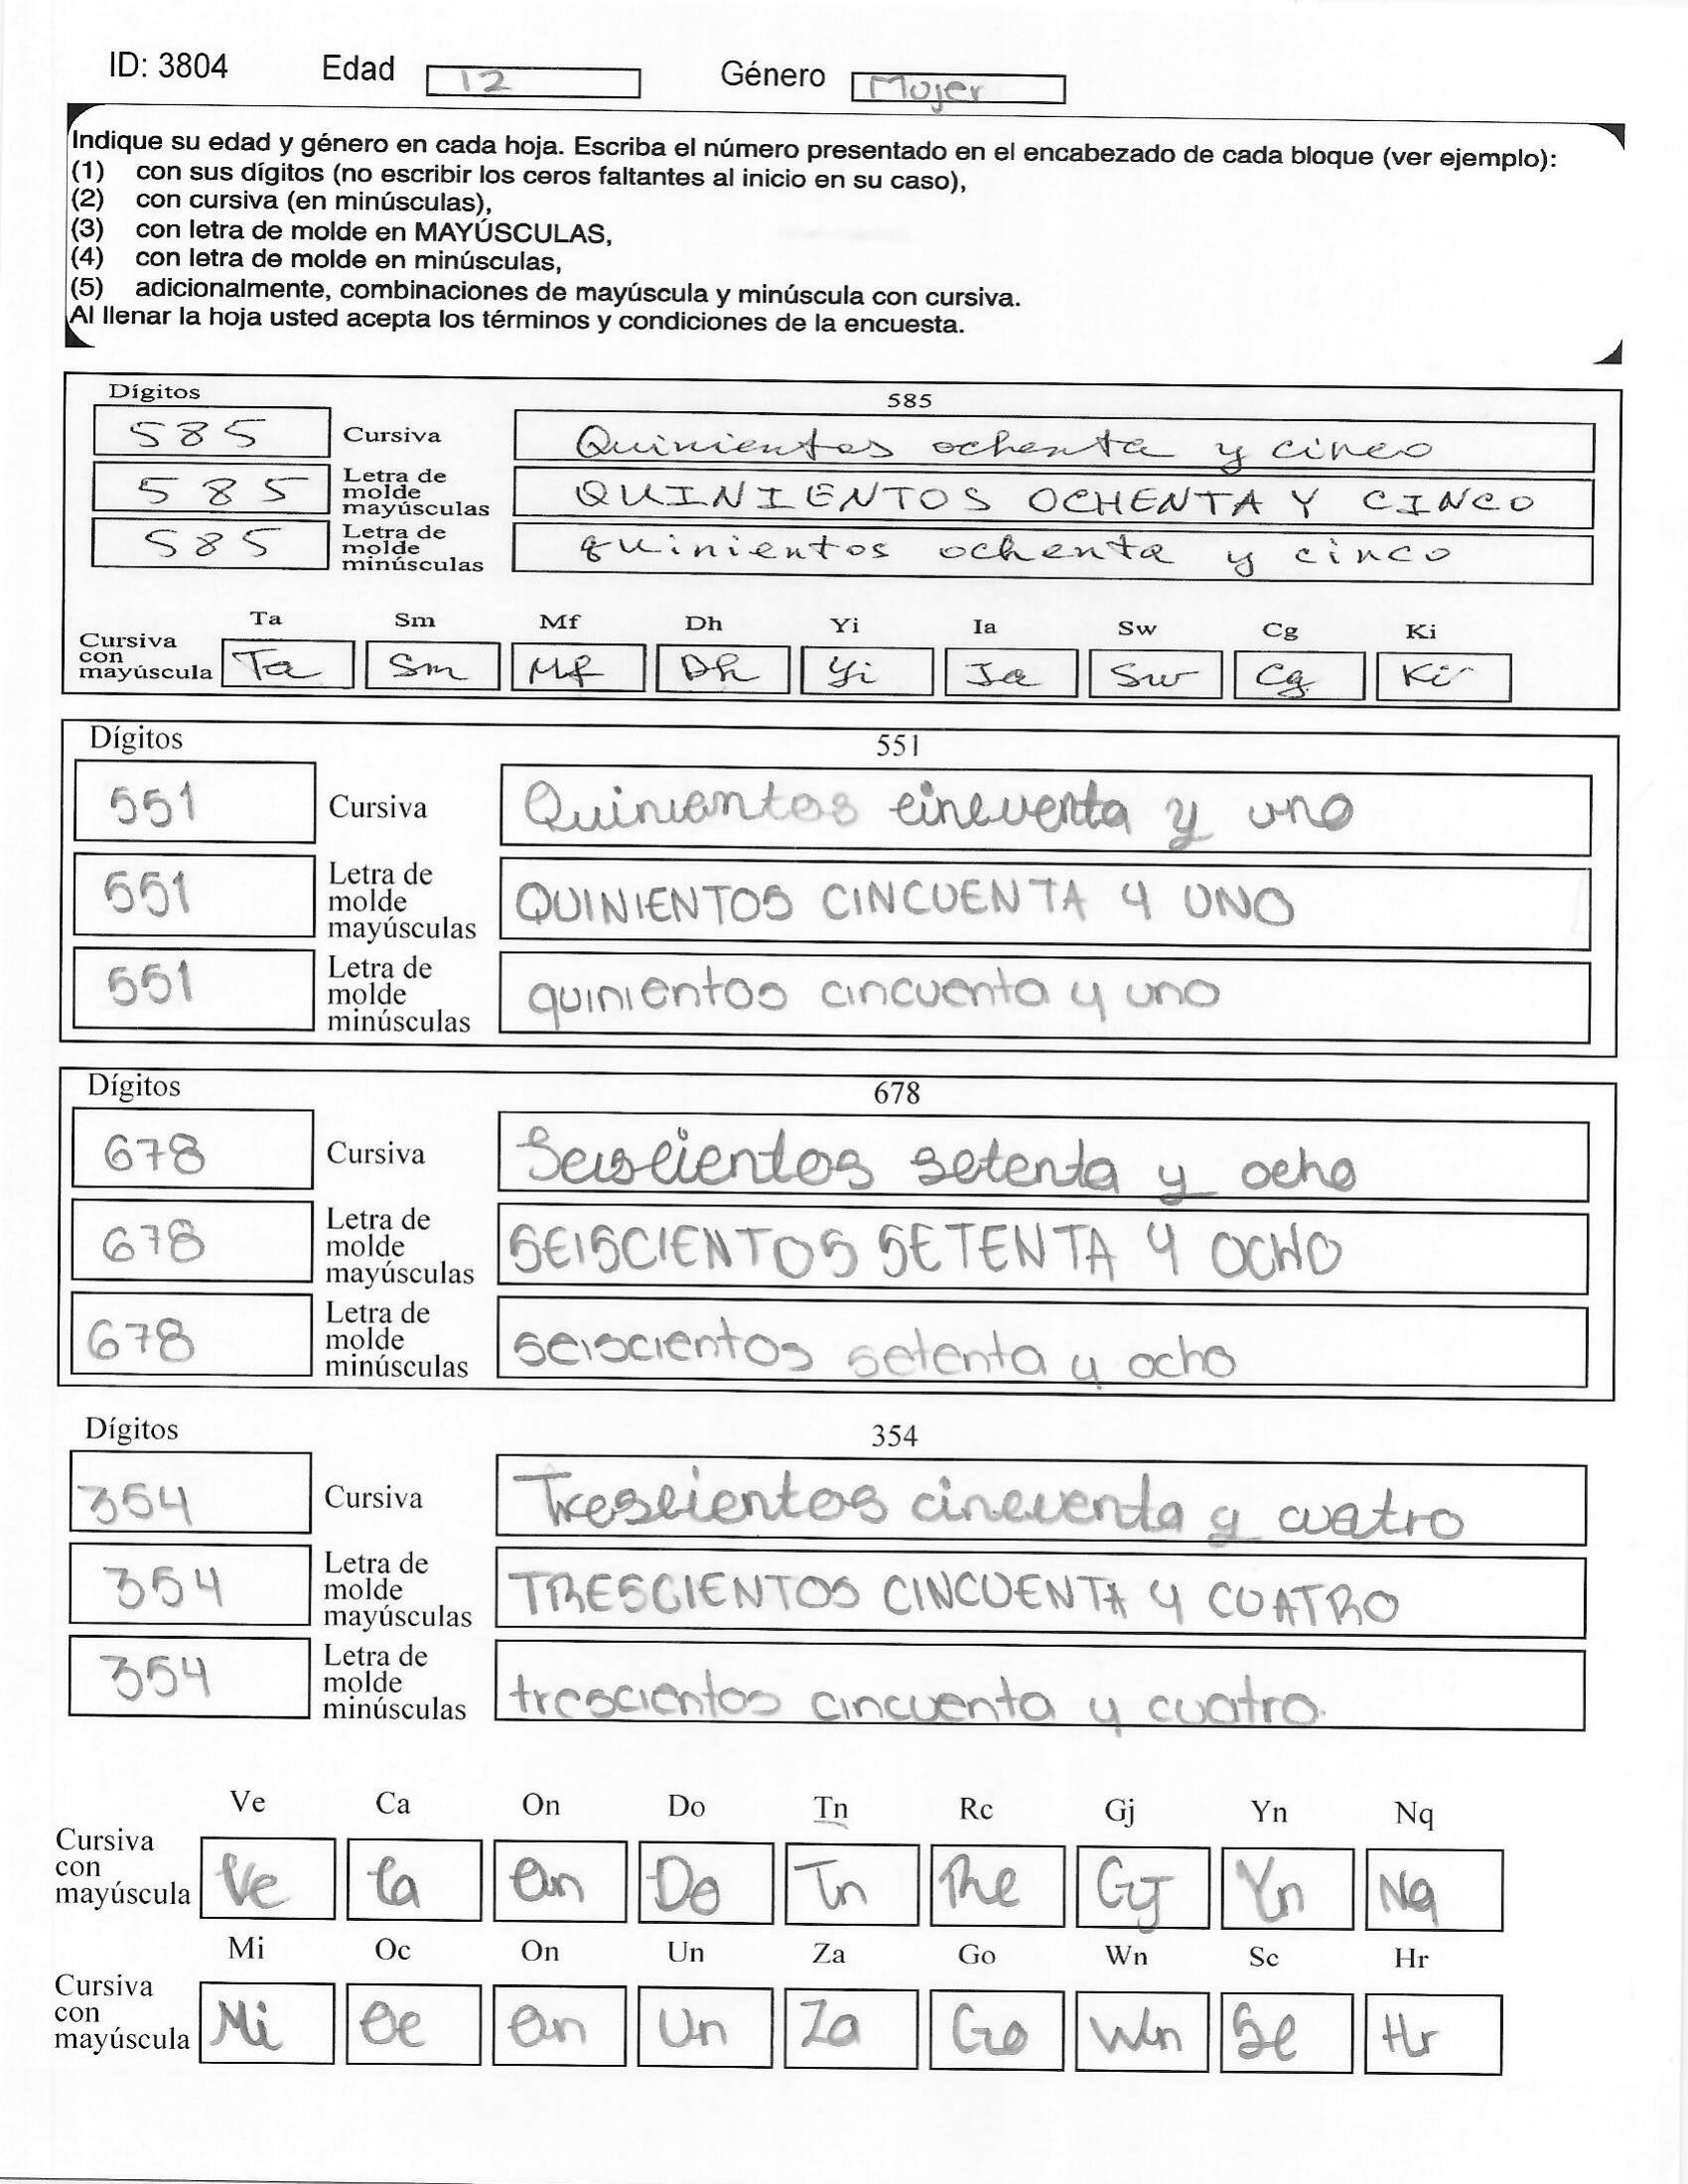 ID: 3804 Edad 12 Género Mujer
Indique su edad y género en cada hoja. Escriba el número presentado en el encabezado de cada bloque (ver ejemplo):
(1) con sus dígitos (no escribir los ceros faltantes al inicio en su caso),
(2) con cursiva (en minúsculas),
(3) con letra de molde en MAYÚSCULAS,
(4) con letra de molde en minúsculas,
(5) adicionalmente, combinaciones de mayúscula y minúscula con cursiva.
Al llenar la hoja usted acepta los términos y condiciones de la encuesta.
Dígitos 585
585 Cursiva Quinientos ochenta y cinco
585 Letra de molde mayúsculas QUINIENTOS OCHENTA Y CINCO
585 Letra de molde minúsculas quinientos ochenta y cinco
Ta Sm Mf Dh Yi Ia Sw Cg Ki
Cursiva con mayúscula Ta Sm Mf Dh Yi Ia Sw Cg Ki
Dígitos 551
551 Cursiva Quinientos cincuenta y uno
551 Letra de molde mayúsculas QUINIENTOS CINCUENTA Y UNO
551 Letra de molde minúsculas quinientos cincuenta y uno
Dígitos 678
678 Cursiva Seiscientos setenta y ocho
678 Letra de molde mayúsculas SEISCIENTOS SETENTA Y OCHO
678 Letra de molde minúsculas seiscientos setenta y ocho
Dígitos 354
354 Cursiva Trescientos cincuenta y cuatro
354 Letra de molde mayúsculas TRESCIENTOS CINCUENTA Y CUATRO
354 Letra de molde minúsculas trescientos cincuenta y cuatro.
Ve Ca On Do Tn Rc Gj Yn Nq
Cursiva con mayúscula Ve Ca On Do Tn Rc Gj Yn Nq
Mi Oc On Un Za Go Wn Sc Hr
Cursiva con mayúscula Mi Oc On Un Za Go Wn Sc Hr